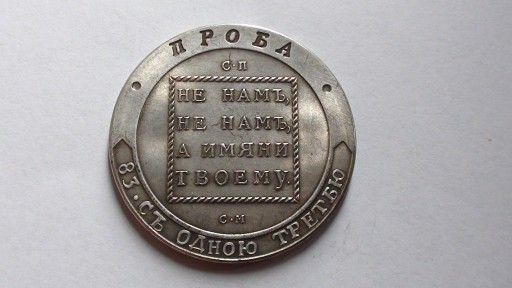 ПРОБА
С·П
НЕ НАМЪ,
НЕ НАМЪ,
А ИМЯНИ
ТВОЕМУ.
С·М
83·СЪ ОДНОЮ ТРЕТЬЮ